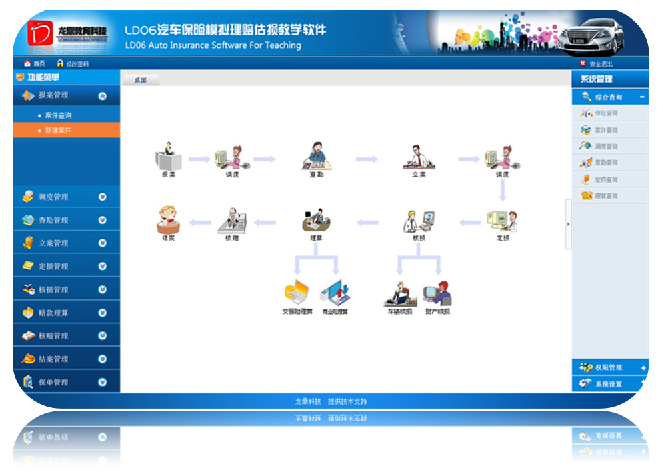 龙鼎教育科技
LONGDINGJIAOYUKEJI
LD06汽车保险模拟理赔估损教学软件
LD06 Auto Insurance Software For Teaching
首页 修改密码 安全退出
功能菜单 桌面 系统管理
报案管理
案件查询
新建案件
调度管理
查勘管理
立案管理
定损管理
核损管理
赔款理算
核赔管理
结案管理
保单管理
报案 调度 查勘 立案 调度
结案 核赔 理算 核损 定损
交强险理算 商业险理算 车辆核损 财产核损
综合查询
案件查询
调度查询
查勘查询
定损查询
理算查询
权限管理
系统设置
龙鼎科技 提供技术支持